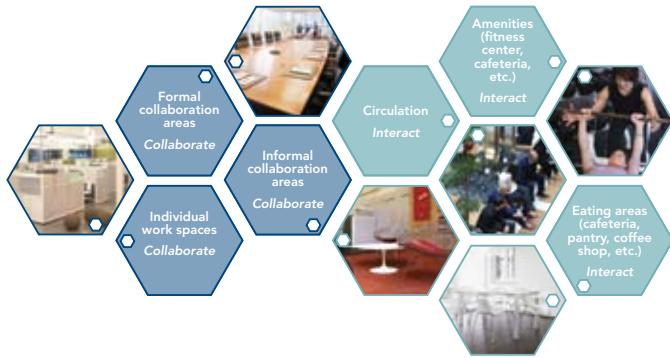 Amenities
(fitness
center,
cafeteria,
etc.)
Interact
Formal
collaboration
areas
Collaborate
Circulation
Interact
Informal
collaboration
areas
Collaborate
Individual
work spaces
Collaborate
Eating areas
(cafeteria,
pantry, coffee
shop, etc.)
Interact